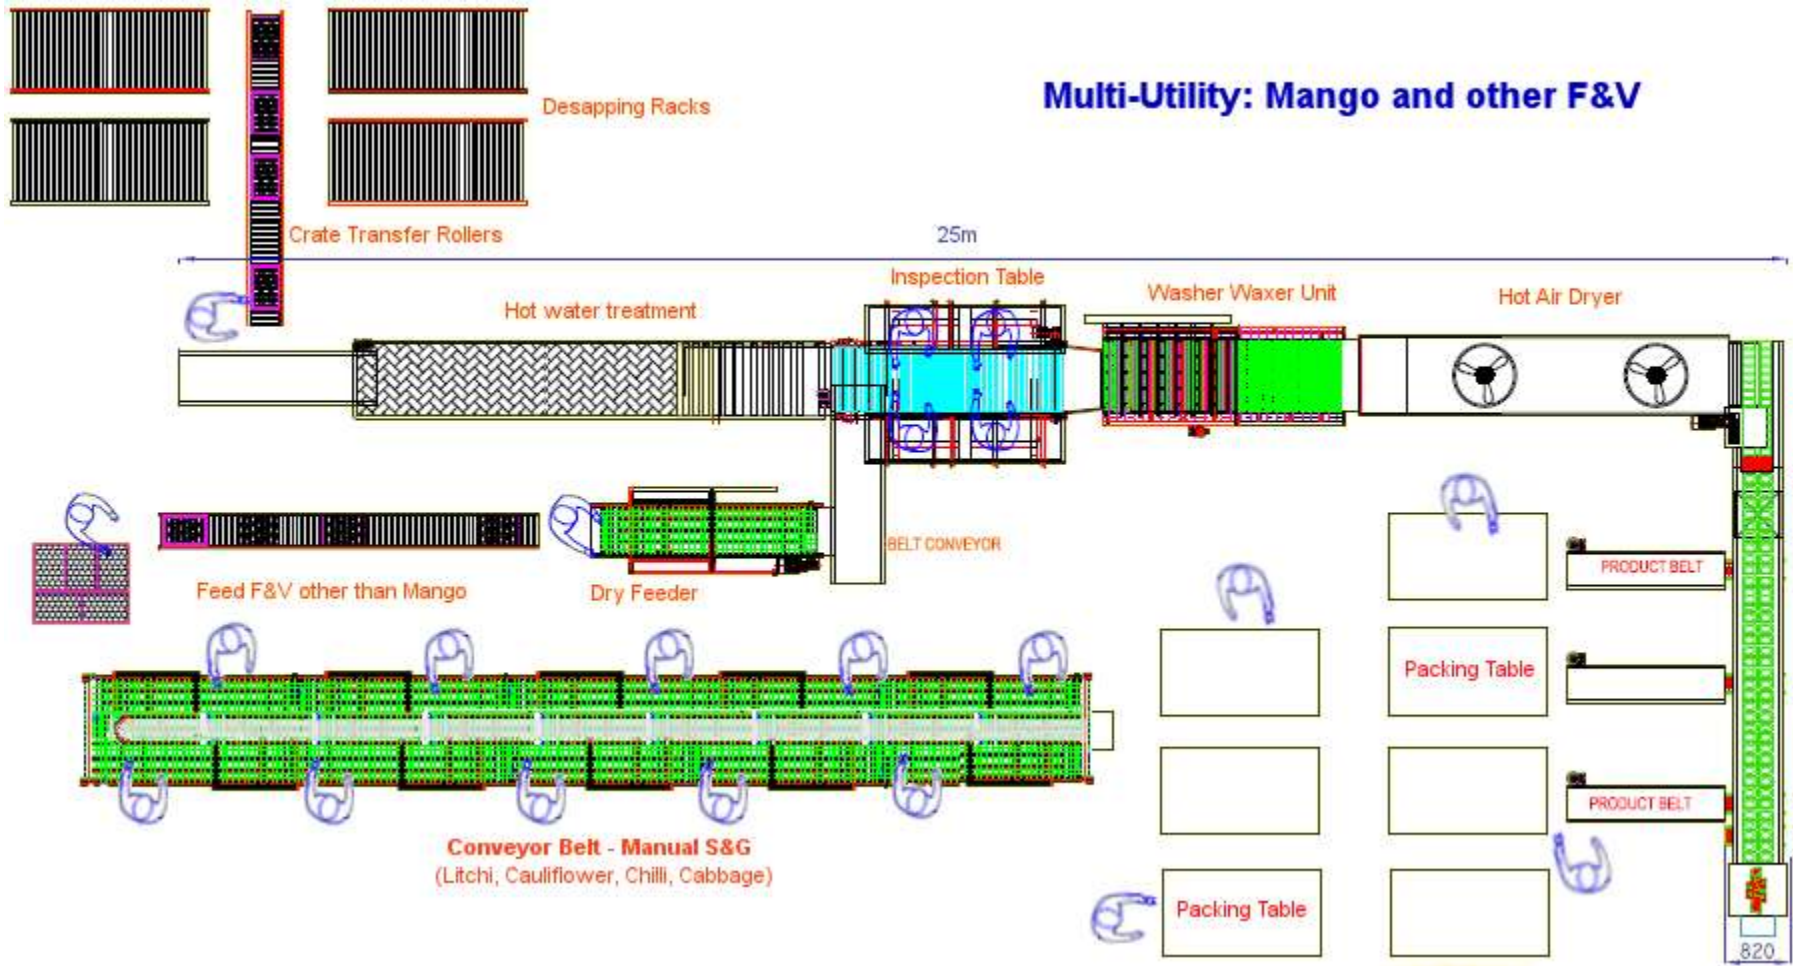 Multi-Utility: Mango and other F&V
Desapping Racks
Crate Transfer Rollers
25m
Inspection Table
Washer Waxer Unit
Hot Air Dryer
Hot water treatment
BELT CONVEYOR
Feed F&V other than Mango
Dry Feeder
PRODUCT BELT
Packing Table
PRODUCT BELT
Conveyor Belt - Manual S&G
(Litchi, Cauliflower, Chilli, Cabbage)
Packing Table
820